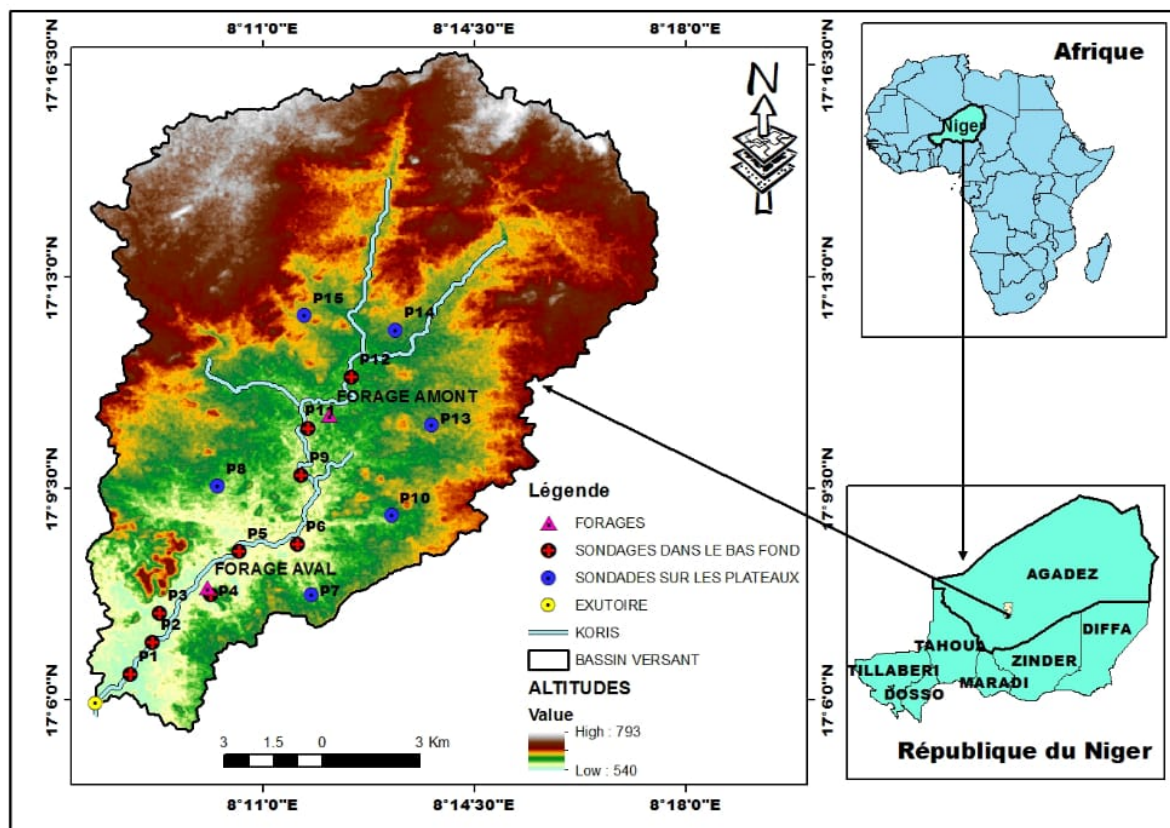 8°11'0"E 8°14'30"E 8°18'0"E
17°16'30"N
17°13'0"N
17°9'30"N
17°6'0"N
N
P15
P14
P12
FORAGE AMONT
P11
P13
P9
P8
P10
P5
P6
FORAGE AVAL
P3
P4
P7
P2
P1
Légende
FORAGES
SONDAGES DANS LE BAS FOND
SONDADES SUR LES PLATEAUX
EXUTOIRE
KORIS
BASSIN VERSANT
ALTITUDES
Value
High : 793
Low : 540
3 1.5 0 3 Km
8°11'0"E 8°14'30"E 8°18'0"E
17°16'30"N
17°13'0"N
17°9'30"N
17°6'0"N
Afrique
Niger
AGADEZ
DIFFA
TAHOUA
ZINDER
TILLABERI
MARADI
DOSSO
République du Niger